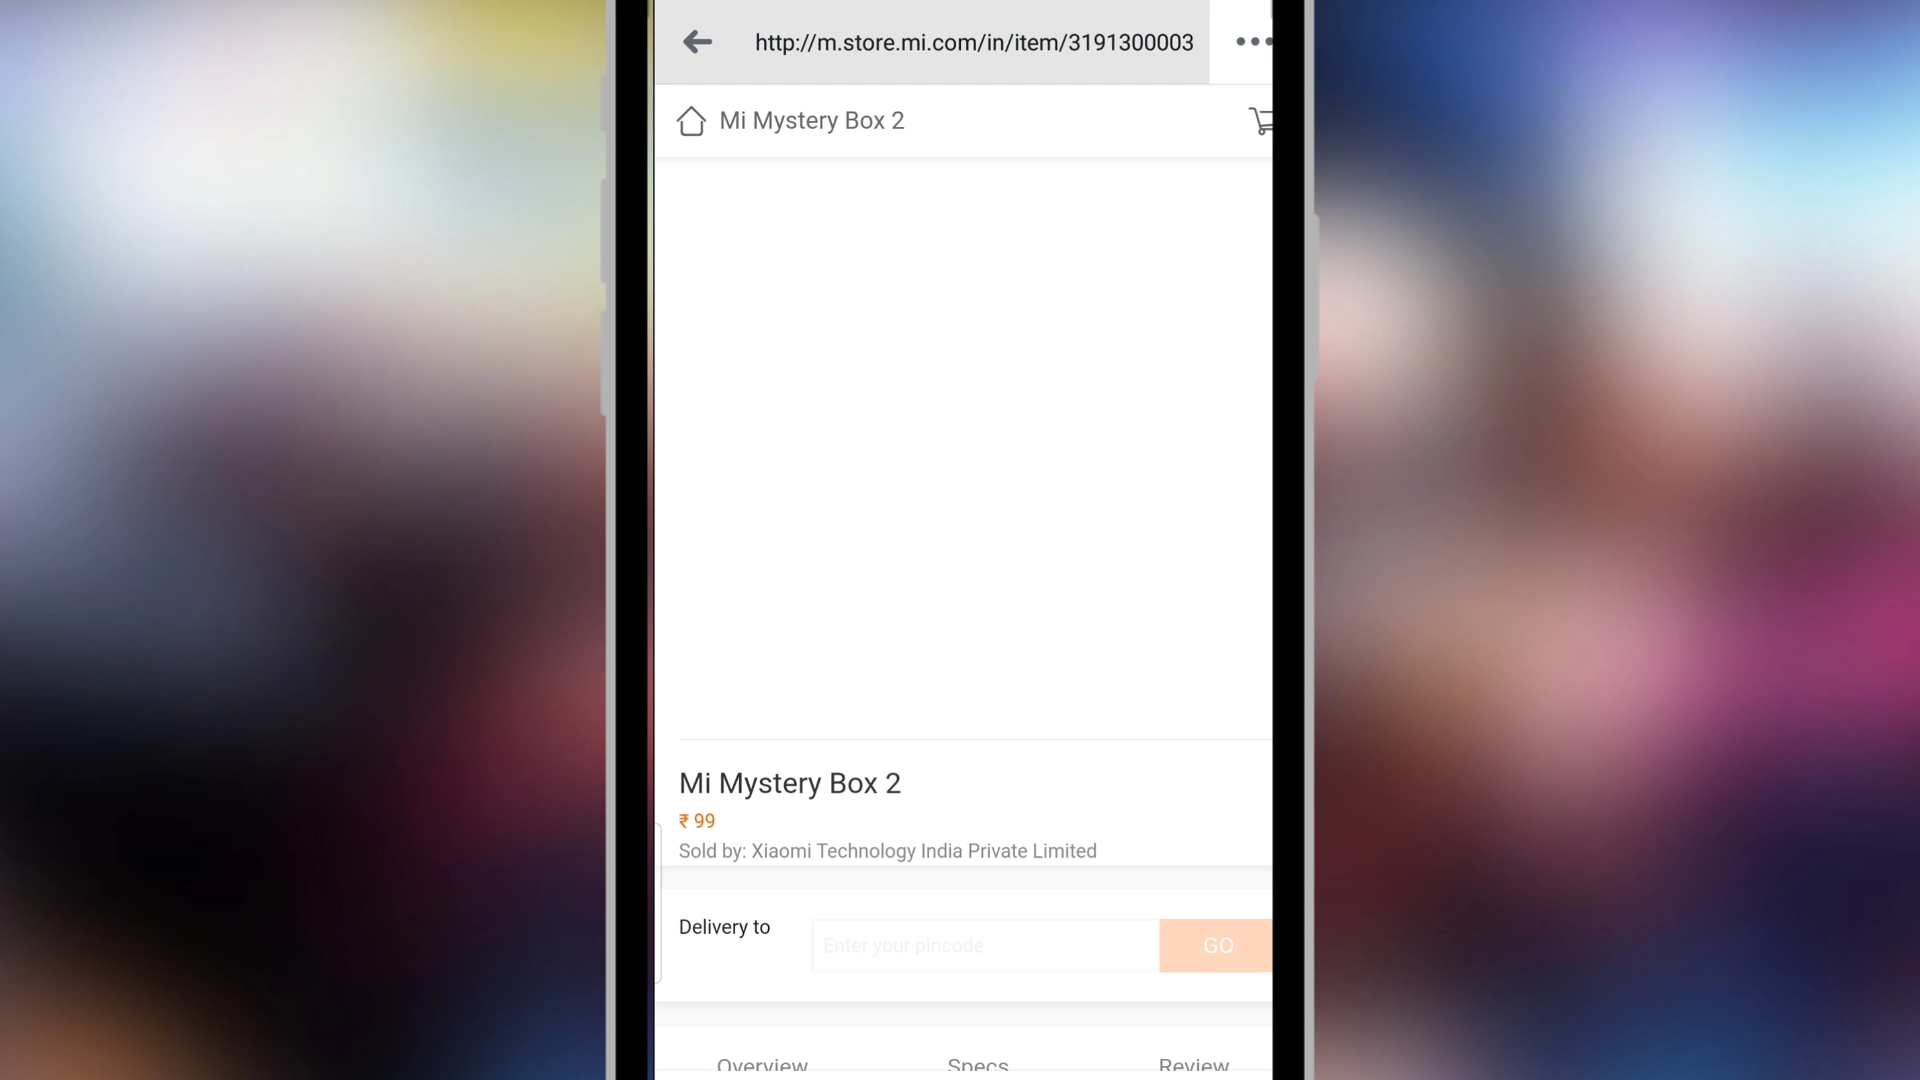 http://m.store.mi.com/in/item/3191300003
Mi Mystery Box 2
Mi Mystery Box 2
₹ 99
Sold by: Xiaomi Technology India Private Limited
Delivery to
Enter your pincode
GO
Overview Specs Review